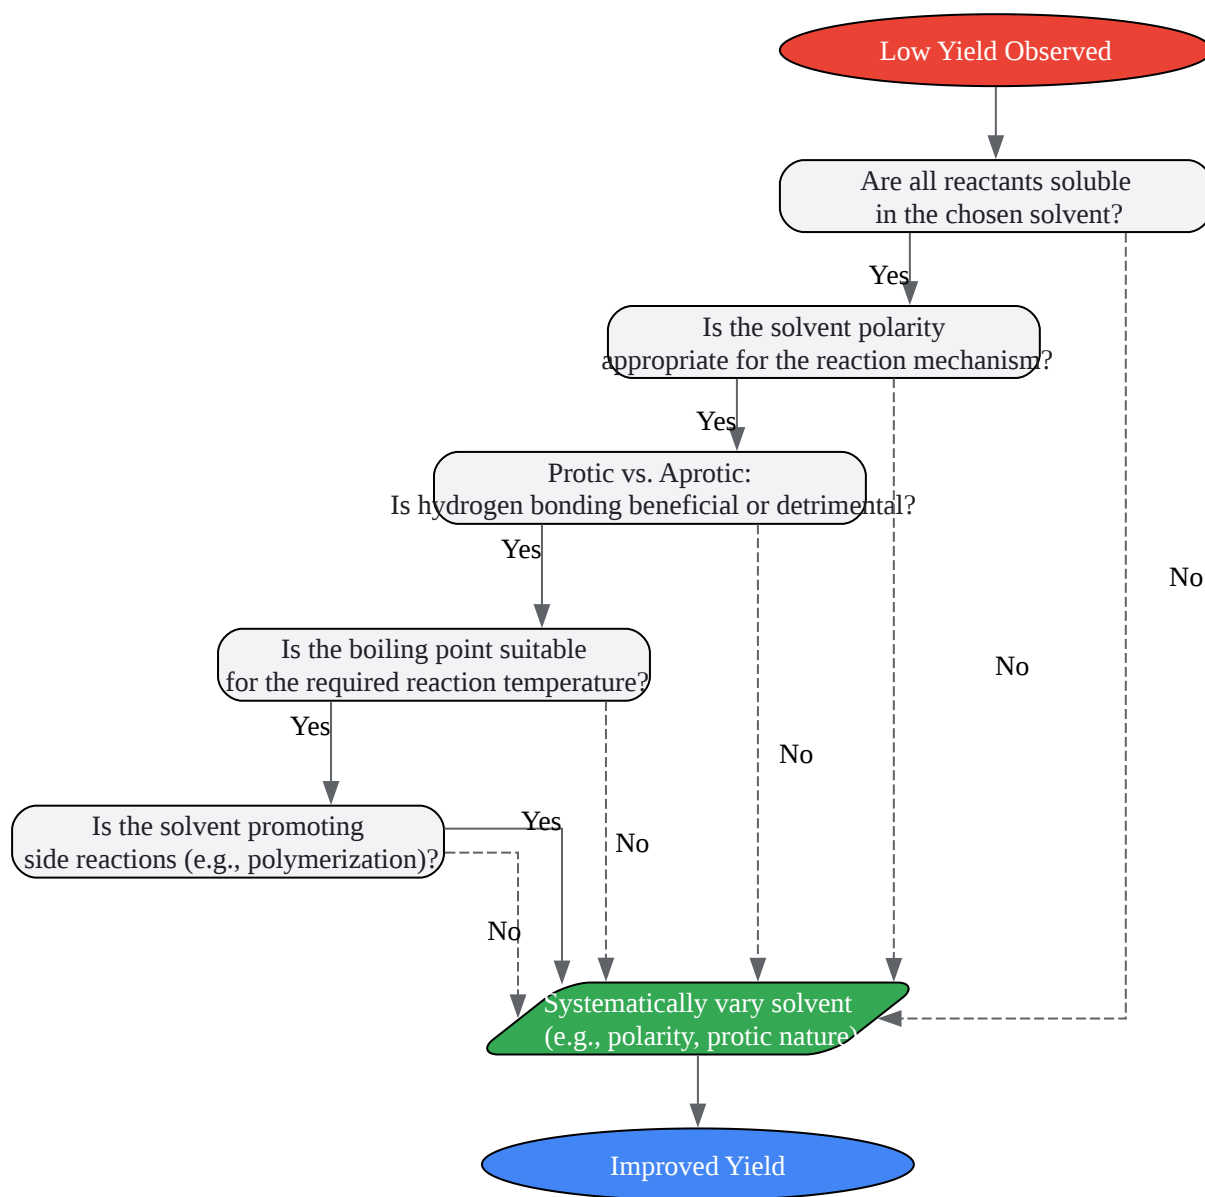 Low Yield Observed
Are all reactants soluble
in the chosen solvent?
Yes
Is the solvent polarity
appropriate for the reaction mechanism?
Yes
Protic vs. Aprotic:
Is hydrogen bonding beneficial or detrimental?
Yes
No
Is the boiling point suitable
for the required reaction temperature?
No
Yes
No
Is the solvent promoting
side reactions (e.g., polymerization)?
Yes
No
No
Systematically vary solvent
(e.g., polarity, protic nature)
Improved Yield